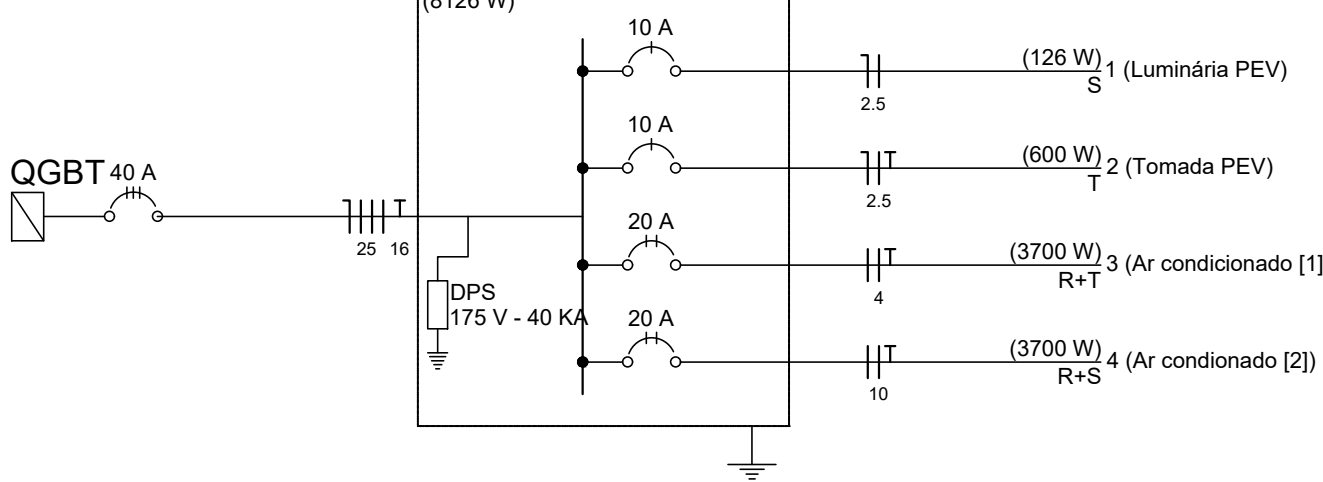 (8126 W)
10 A
(126 W)
1 (Luminária PEV)
S
2.5
10 A
(600 W)
2 (Tomada PEV)
T
2.5
QGBT
40 A
25
16
20 A
(3700 W)
3 (Ar condicionado [1]
R+T
4
DPS
175 V - 40 KA
20 A
(3700 W)
4 (Ar condionado [2])
R+S
10